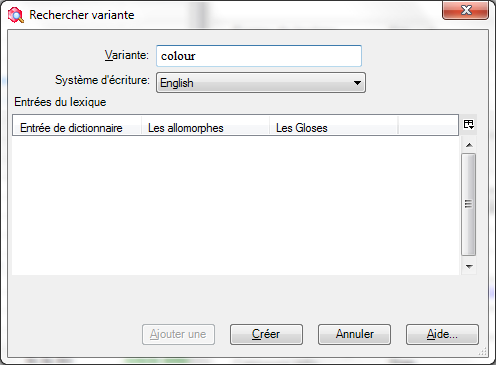 Rechercher variante
Variante: colour
Système d'écriture: English
Entrées du lexique
Entrée de dictionnaire Les allomorphes Les Gloses
Ajouter une Créer Annuler Aide...